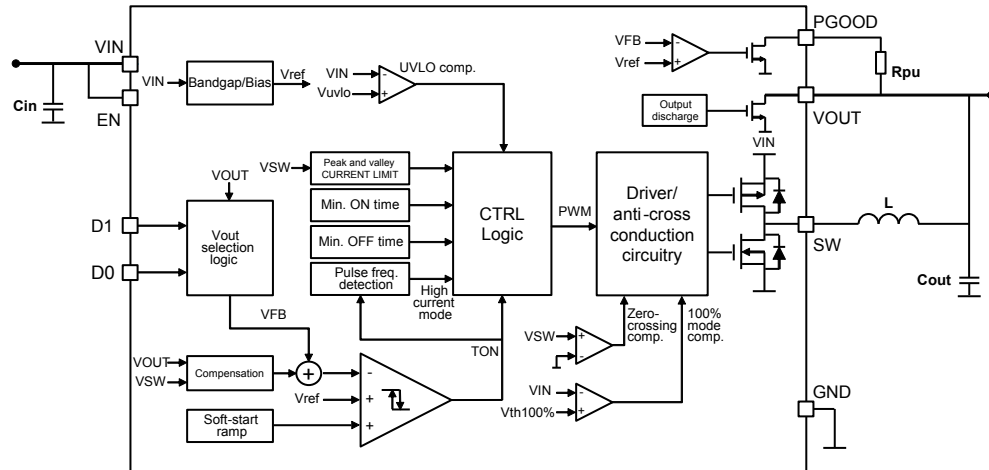 PGOOD
VIN
VFB
Vref
Rpu
VIN
Bandgap/Bias
Vref
VIN
Vuvlo
UVLO comp.
Cin
EN
Output
discharge
VOUT
VIN
VSW
Peak and valley
CURRENT LIMIT
VOUT
Min. ON time
CTRL
Logic
PWM
Driver/
anti-cross
conduction
circuitry
L
D1
Vout
selection
logic
Min. OFF time
SW
D0
Pulse freq.
detection
High
current
mode
Cout
VFB
Zero-
crossing
comp.
100%
mode
comp.
VSW
TON
VOUT
VSW
Compensation
Vref
VIN
Vth100%
GND
Soft-start
ramp